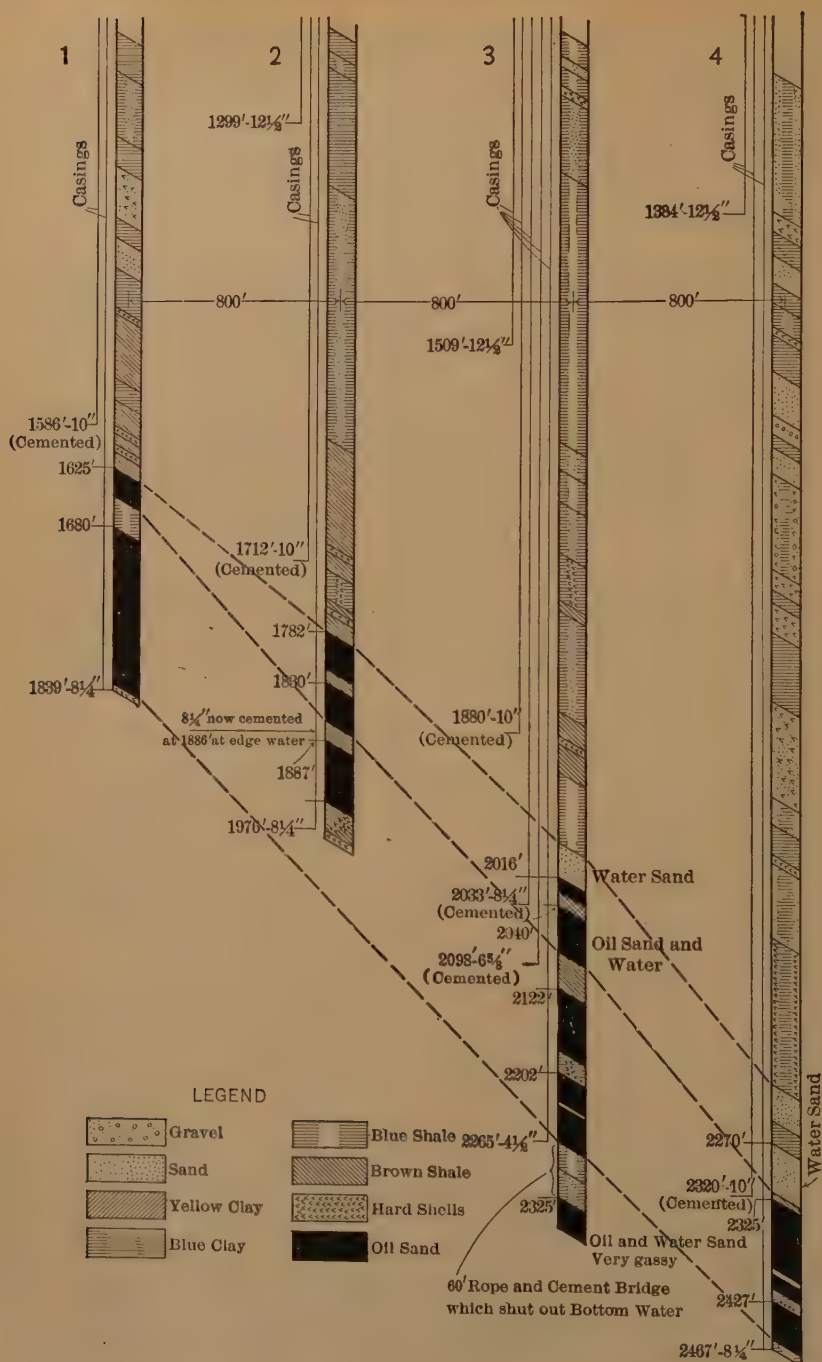 1
2
3
4
Casings
1299'-12½"
Casings
Casings
Casings
1384'-12½"
800'
800'
800'
1509'-12½"
1586'-10"
(Cemented)
1625'
1680'
1712'-10"
(Cemented)
1782'
1830'
1839'-8¼"
8¼" now cemented
at 1886' at edge water
1887'
1970'-8¼"
1880'-10"
(Cemented)
2016'
Water Sand
2033'-8¼"
(Cemented)
2040'
Oil Sand and
Water
2098'-6⅝"
(Cemented)
2122'
2202'
2265'-4½"
2325'
Oil and Water Sand
Very gassy
60' Rope and Cement Bridge
which shut out Bottom Water
2270'
Water Sand
2320'-10"
(Cemented)
2325'
2427'
2467'-8¼"
LEGEND
Gravel
Sand
Yellow Clay
Blue Clay
Blue Shale
Brown Shale
Hard Shells
Oil Sand